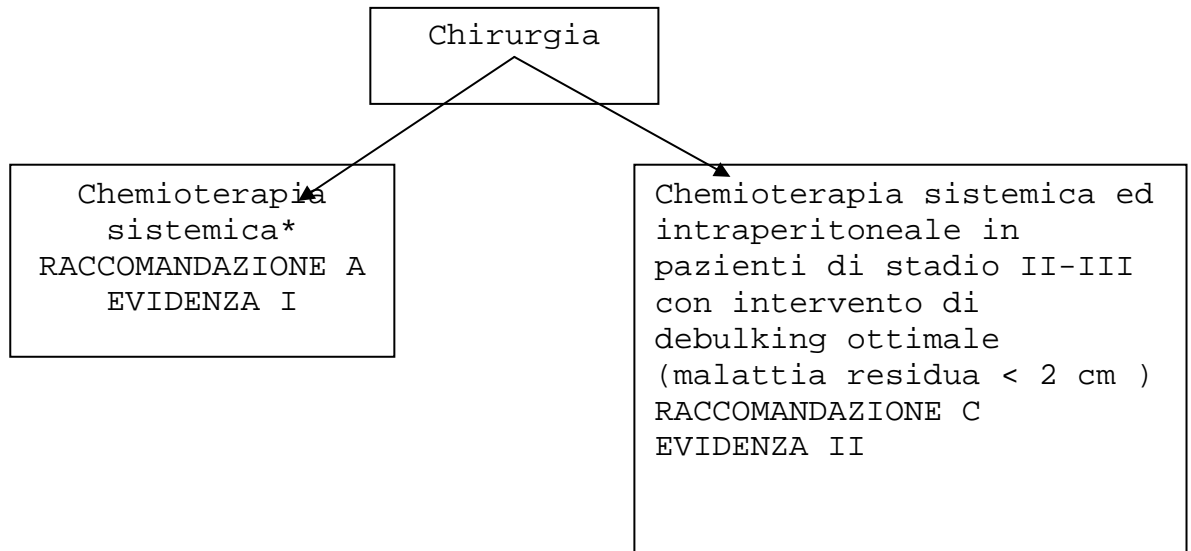 Chirurgia
Chemioterapia
sistemica*
RACCOMANDAZIONE A
EVIDENZA I
Chemioterapia sistemica ed
intraperitoneale in
pazienti di stadio II-III
con intervento di
debulking ottimale
(malattia residua < 2 cm )
RACCOMANDAZIONE C
EVIDENZA II